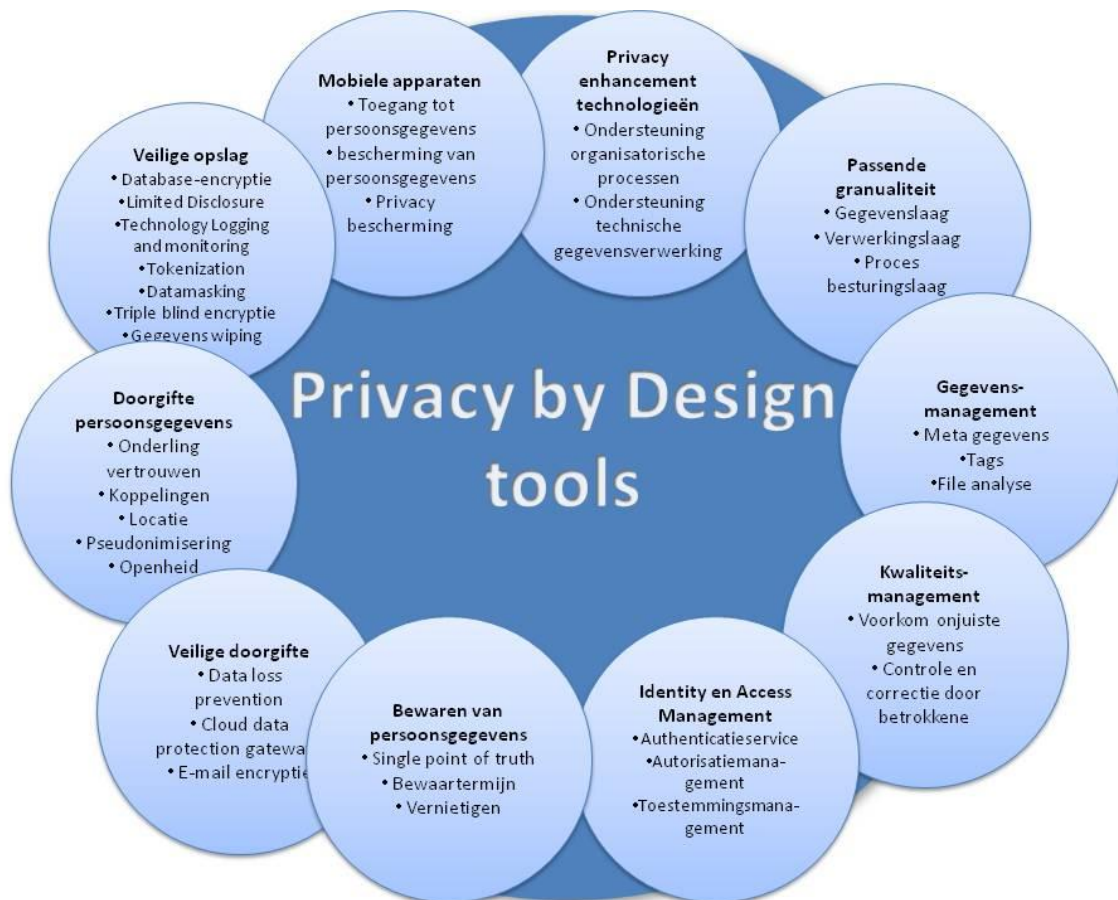 Privacy by Design
tools
Privacy
enhancement
technologieën
• Ondersteuning
organisatorische
processen
• Ondersteuning
technische
gegevensverwerking
Passende
granualiteit
• Gegevenslaag
• Verwerkingslaag
• Proces
besturingslaag
Gegevens-
management
• Meta gegevens
• Tags
• File analyse
Kwaliteits-
management
• Voorkom onjuiste
gegevens
• Controle en
correctie door
betrokkene
Identity en Access
Management
• Authenticatieservice
• Autorisatiemana-
gement
• Toestemmingsmana-
gement
Bewaren van
persoonsgegevens
• Single point of truth
• Bewaartermijn
• Vernietigen
Veilige doorgifte
• Data loss
prevention
• Cloud data
protection gateway
• E-mail encryptie
Doorgifte
persoonsgegevens
• Onderling
vertrouwen
• Koppelingen
• Locatie
• Pseudonimisering
• Openheid
Veilige opslag
• Database-encryptie
• Limited Disclosure
• Technology Logging
and monitoring
• Tokenization
• Datamasking
• Triple blind encryptie
• Gegevens wiping
Mobiele apparaten
• Toegang tot
persoonsgegevens
• bescherming van
persoonsgegevens
• Privacy
bescherming